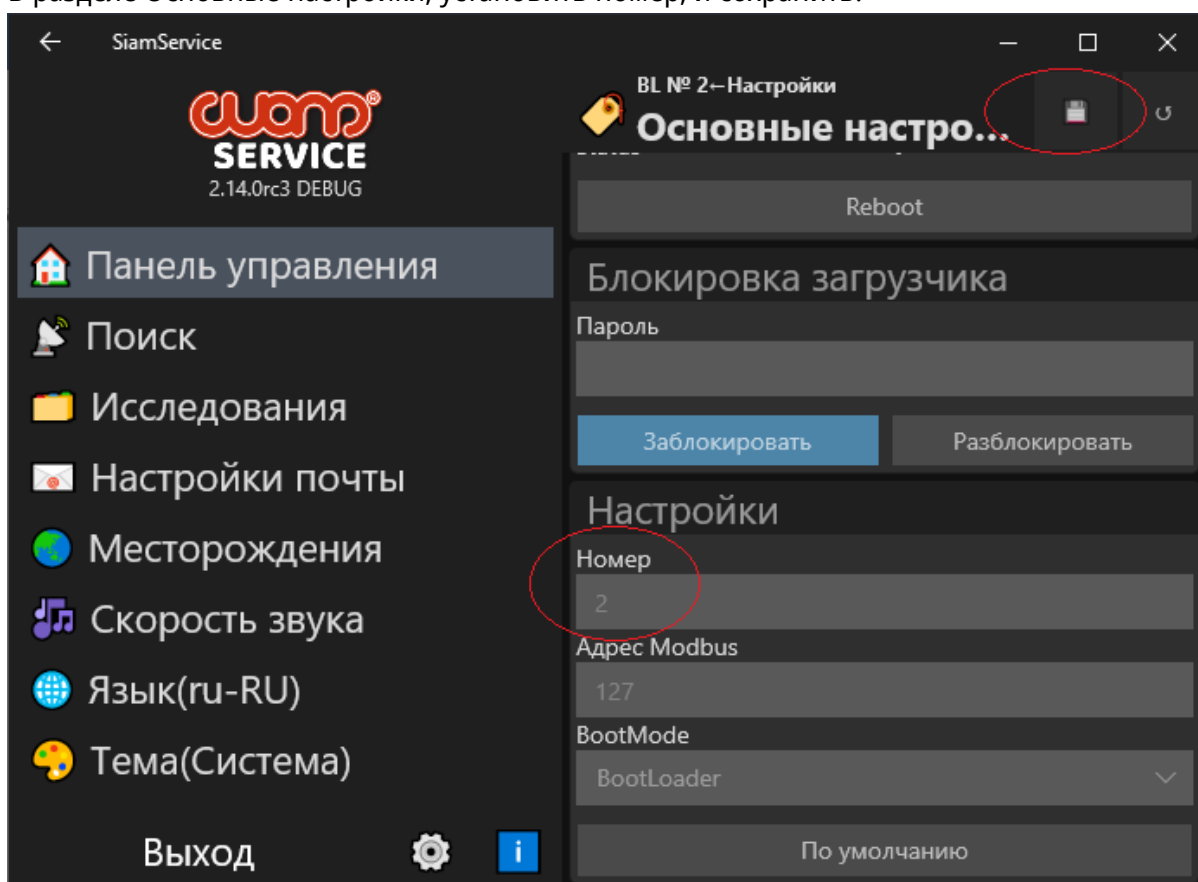 SiamService
сиам®
SERVICE
2.14.0rc3 DEBUG
Панель управления
Поиск
Исследования
Настройки почты
Месторождения
Скорость звука
Язык(ru-RU)
Тема(Система)
Выход
BL № 2←Настройки
Основные настро...
Reboot
Блокировка загрузчика
Пароль
Заблокировать
Разблокировать
Настройки
Номер
2
Адрес Modbus
127
BootMode
BootLoader
По умолчанию